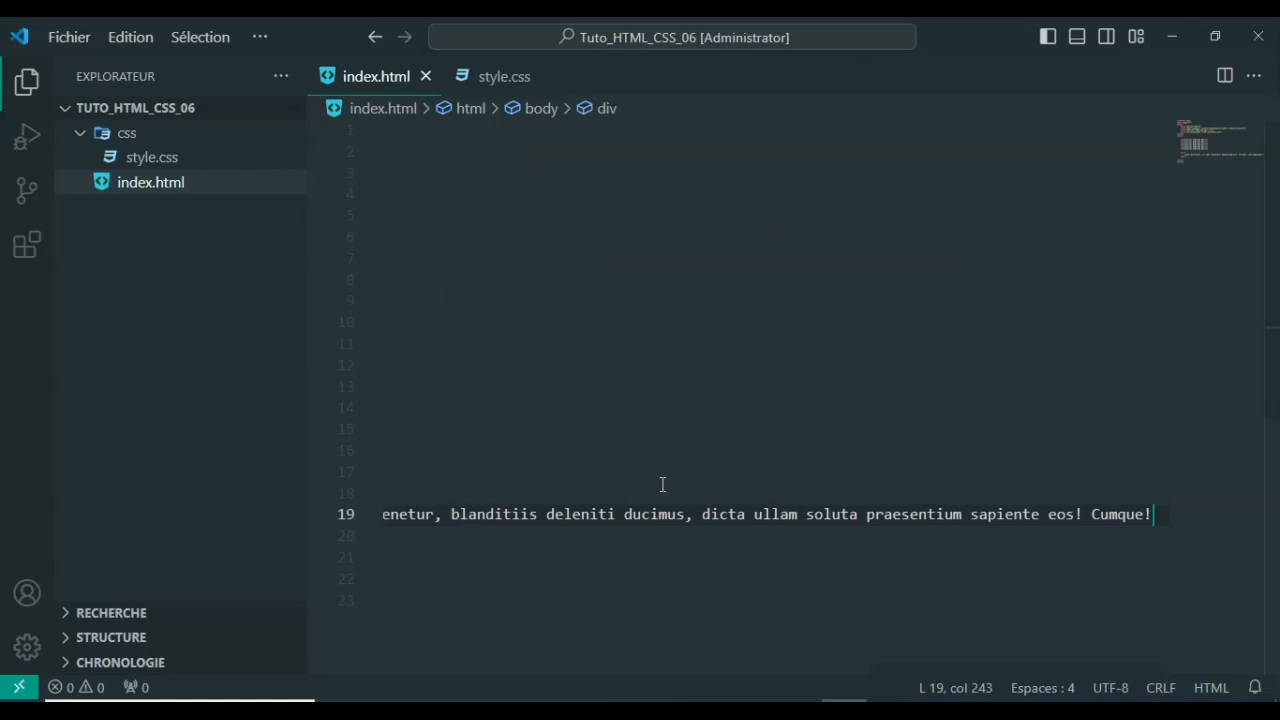 Fichier Edition Sélection ··· Tuto_HTML_CSS_06 [Administrator]
EXPLORATEUR ··· index.html style.css ···
TUTO_HTML_CSS_06 index.html > html > body > div
css
style.css
index.html
1
2
3
4
5
6
7
8
9
10
11
12
13
14
15
16
17
18
19 enetur, blanditiis deleniti ducimus, dicta ullam soluta praesentium sapiente eos! Cumque!
20
21
22
23
RECHERCHE
STRUCTURE
CHRONOLOGIE
0 0 0 L 19, col 243 Espaces : 4 UTF-8 CRLF HTML